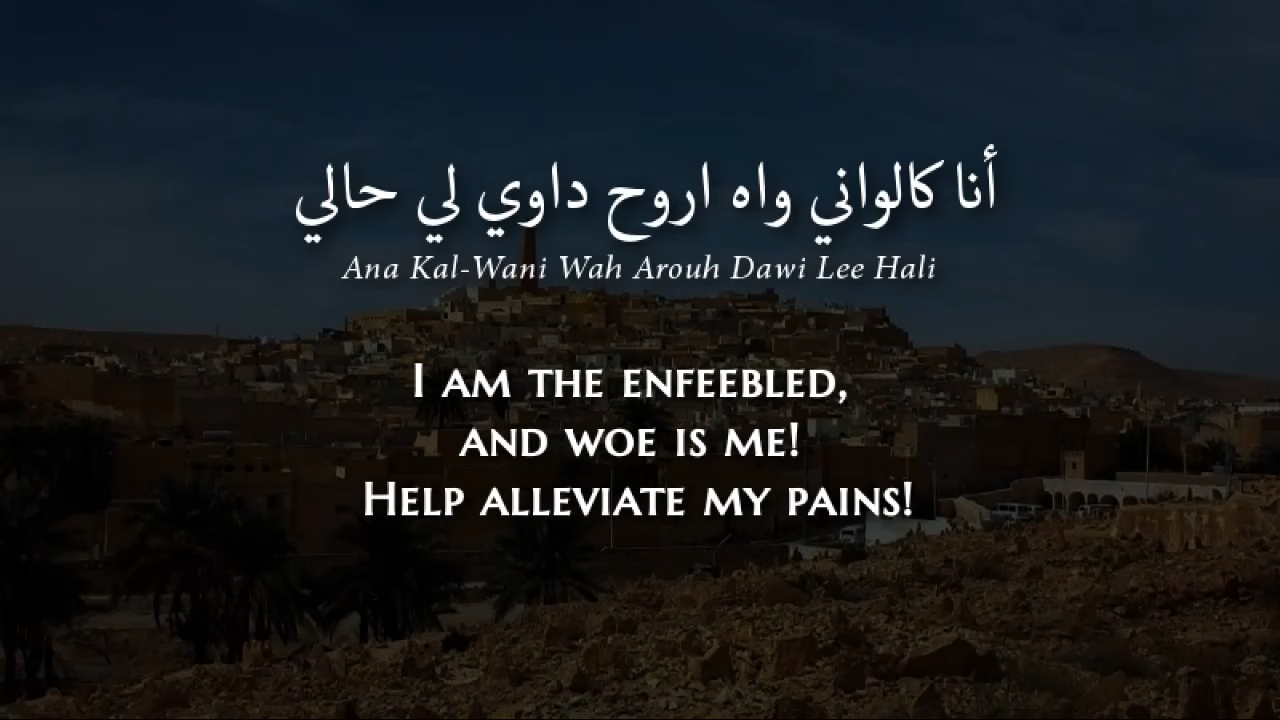 أنا كالواني واه اروح داوي لي حالي
Ana Kal-Wani Wah Arouh Dawi Lee Hali
I AM THE ENFEEBLED,
AND WOE IS ME!
HELP ALLEVIATE MY PAINS!